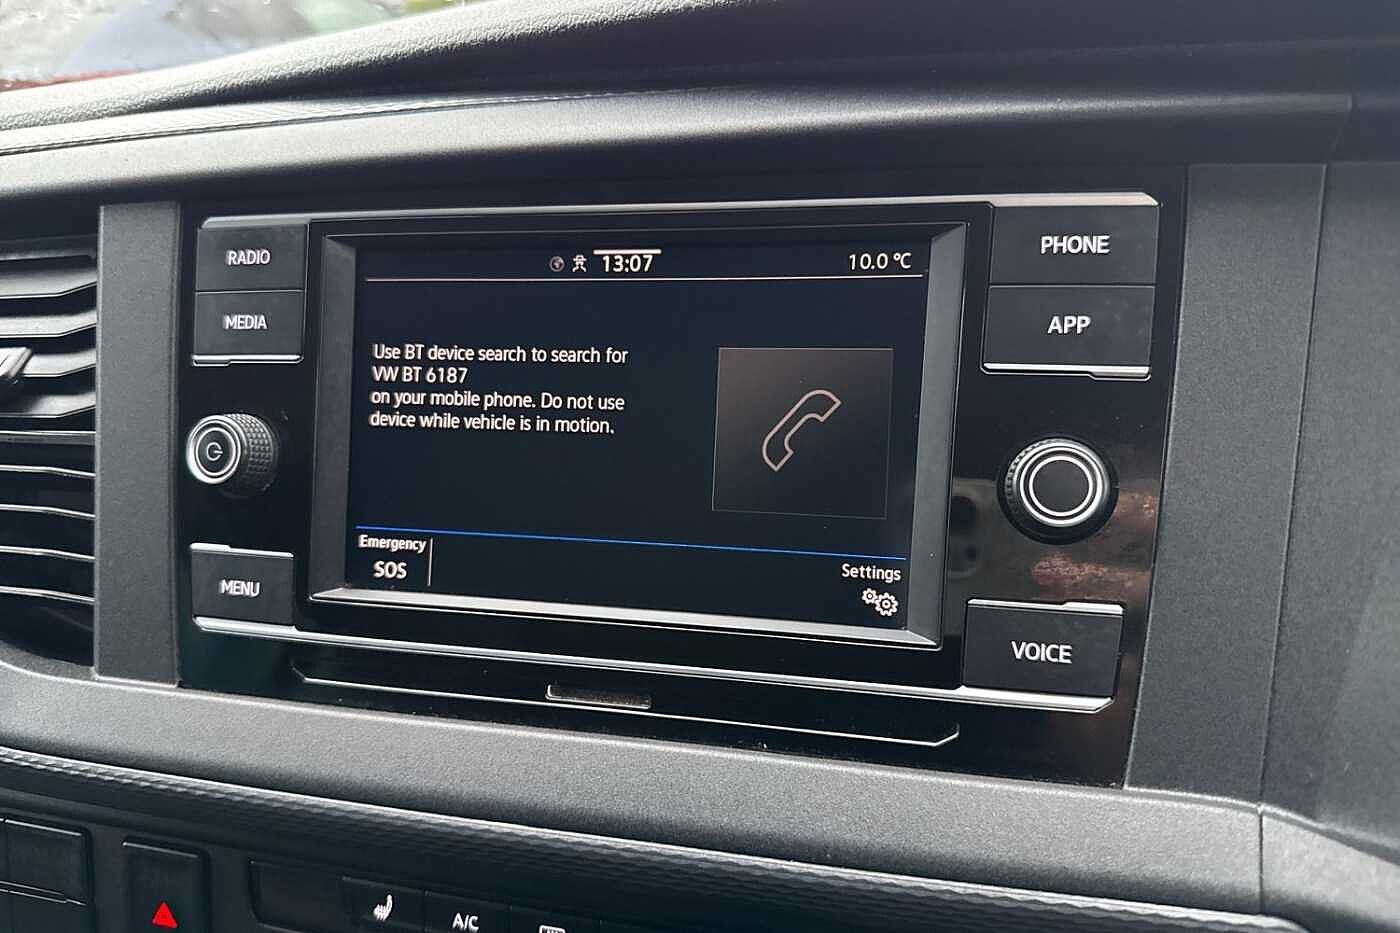 RADIO
MEDIA
MENU
13:07
10.0 °C
Use BT device search to search for
VW BT 6187
on your mobile phone. Do not use
device while vehicle is in motion.
Emergency
SOS
Settings
PHONE
APP
VOICE
A/C